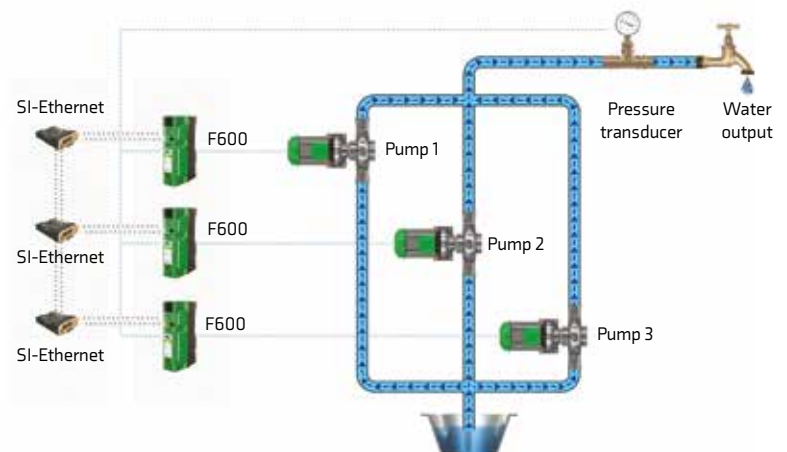 SI-Ethernet
F600
Pump 1
Pressure
transducer
Water
output
F600
SI-Ethernet
Pump 2
F600
SI-Ethernet
Pump 3